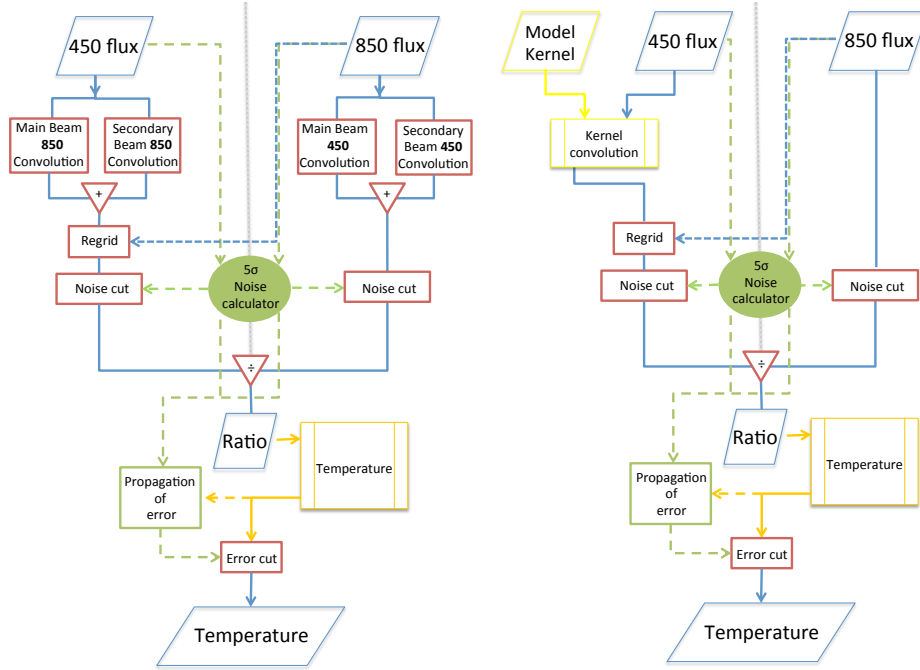 450 flux
850 flux
Main Beam
850
Convolution
Secondary
Beam 850
Convolution
Main Beam
450
Convolution
Secondary
Beam 450
Convolution
+
+
Regrid
Noise cut
5σ
Noise
calculator
Noise cut
÷
Ratio
Temperature
Propagation
of
error
Error cut
Temperature
Model
Kernel
450 flux
850 flux
Kernel
convolution
Regrid
Noise cut
5σ
Noise
calculator
Noise cut
÷
Ratio
Temperature
Propagation
of
error
Error cut
Temperature